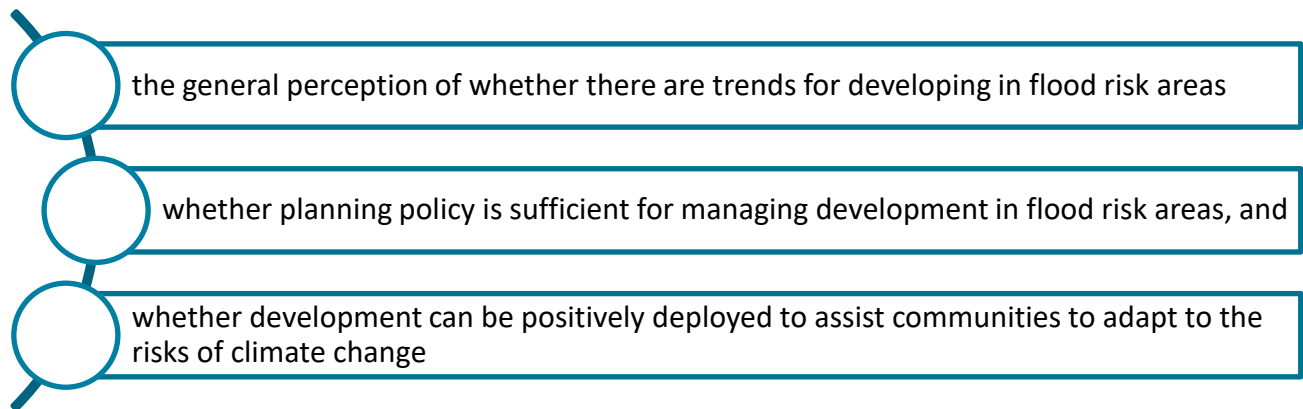 the general perception of whether there are trends for developing in flood risk areas
whether planning policy is sufficient for managing development in flood risk areas, and
whether development can be positively deployed to assist communities to adapt to the
risks of climate change